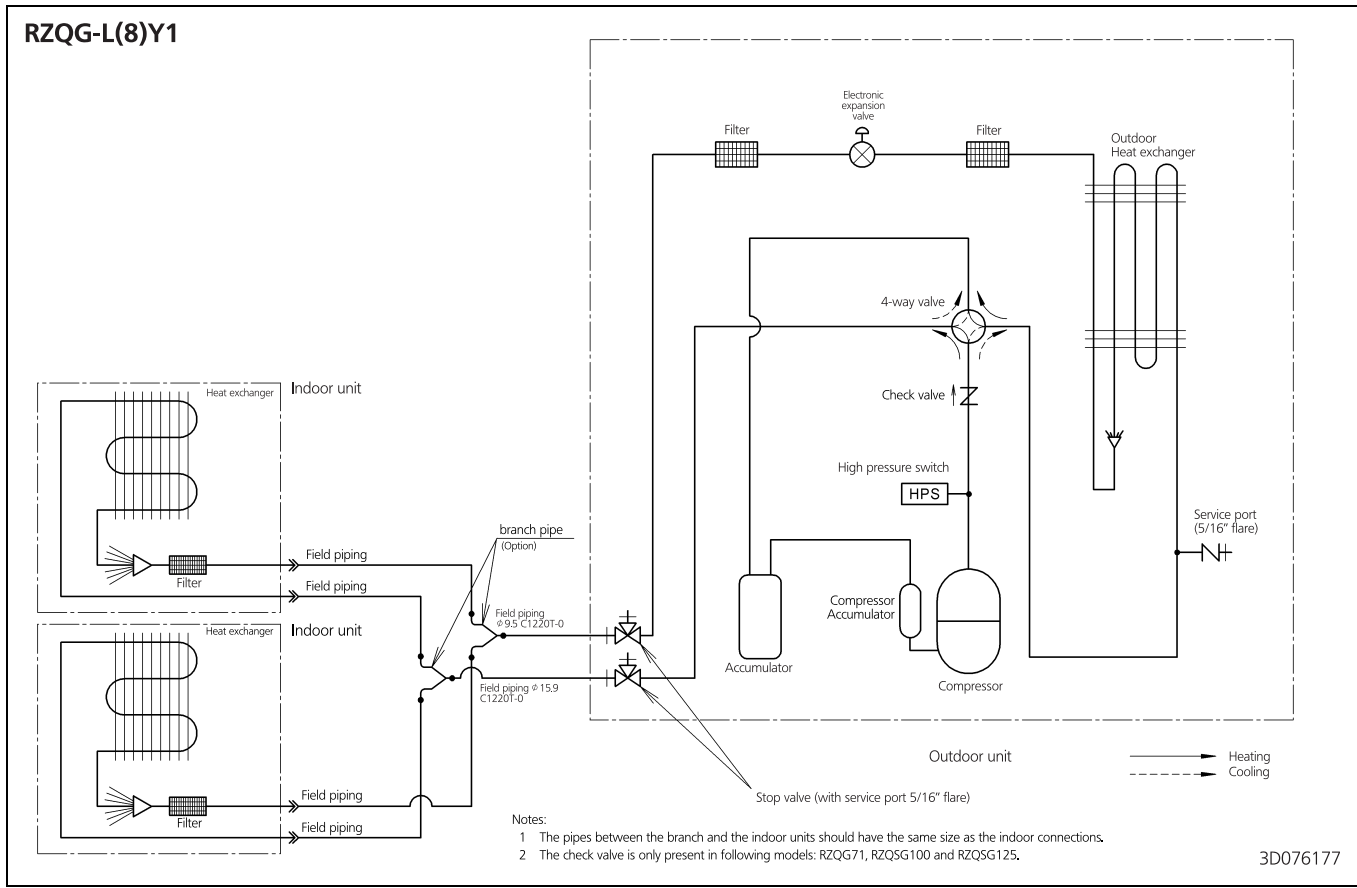 RZQG-L(8)Y1
Electronic
expansion
valve
Filter
Filter
Outdoor
Heat exchanger
4-way valve
Check valve
High pressure switch
HPS
Service port
(5/16" flare)
Compressor
Accumulator
Accumulator
Compressor
Heat exchanger
Indoor unit
Filter
Field piping
Field piping
branch pipe
(Option)
Field piping
φ9.5 C1220T-0
Heat exchanger
Indoor unit
Field piping φ15.9
C1220T-0
Filter
Field piping
Field piping
Outdoor unit
Heating
Cooling
Stop valve (with service port 5/16" flare)
Notes:
1 The pipes between the branch and the indoor units should have the same size as the indoor connections.
2 The check valve is only present in following models: RZQG71, RZQSG100 and RZQSG125.
3D076177